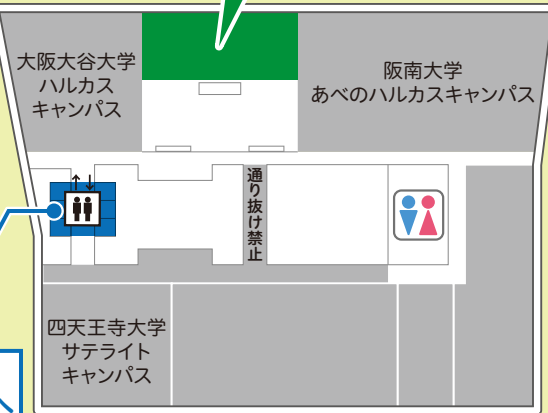 大阪大谷大学
ハルカス
キャンパス
阪南大学
あべのハルカスキャンパス
通り抜け禁止
四天王寺大学
サテライト
キャンパス